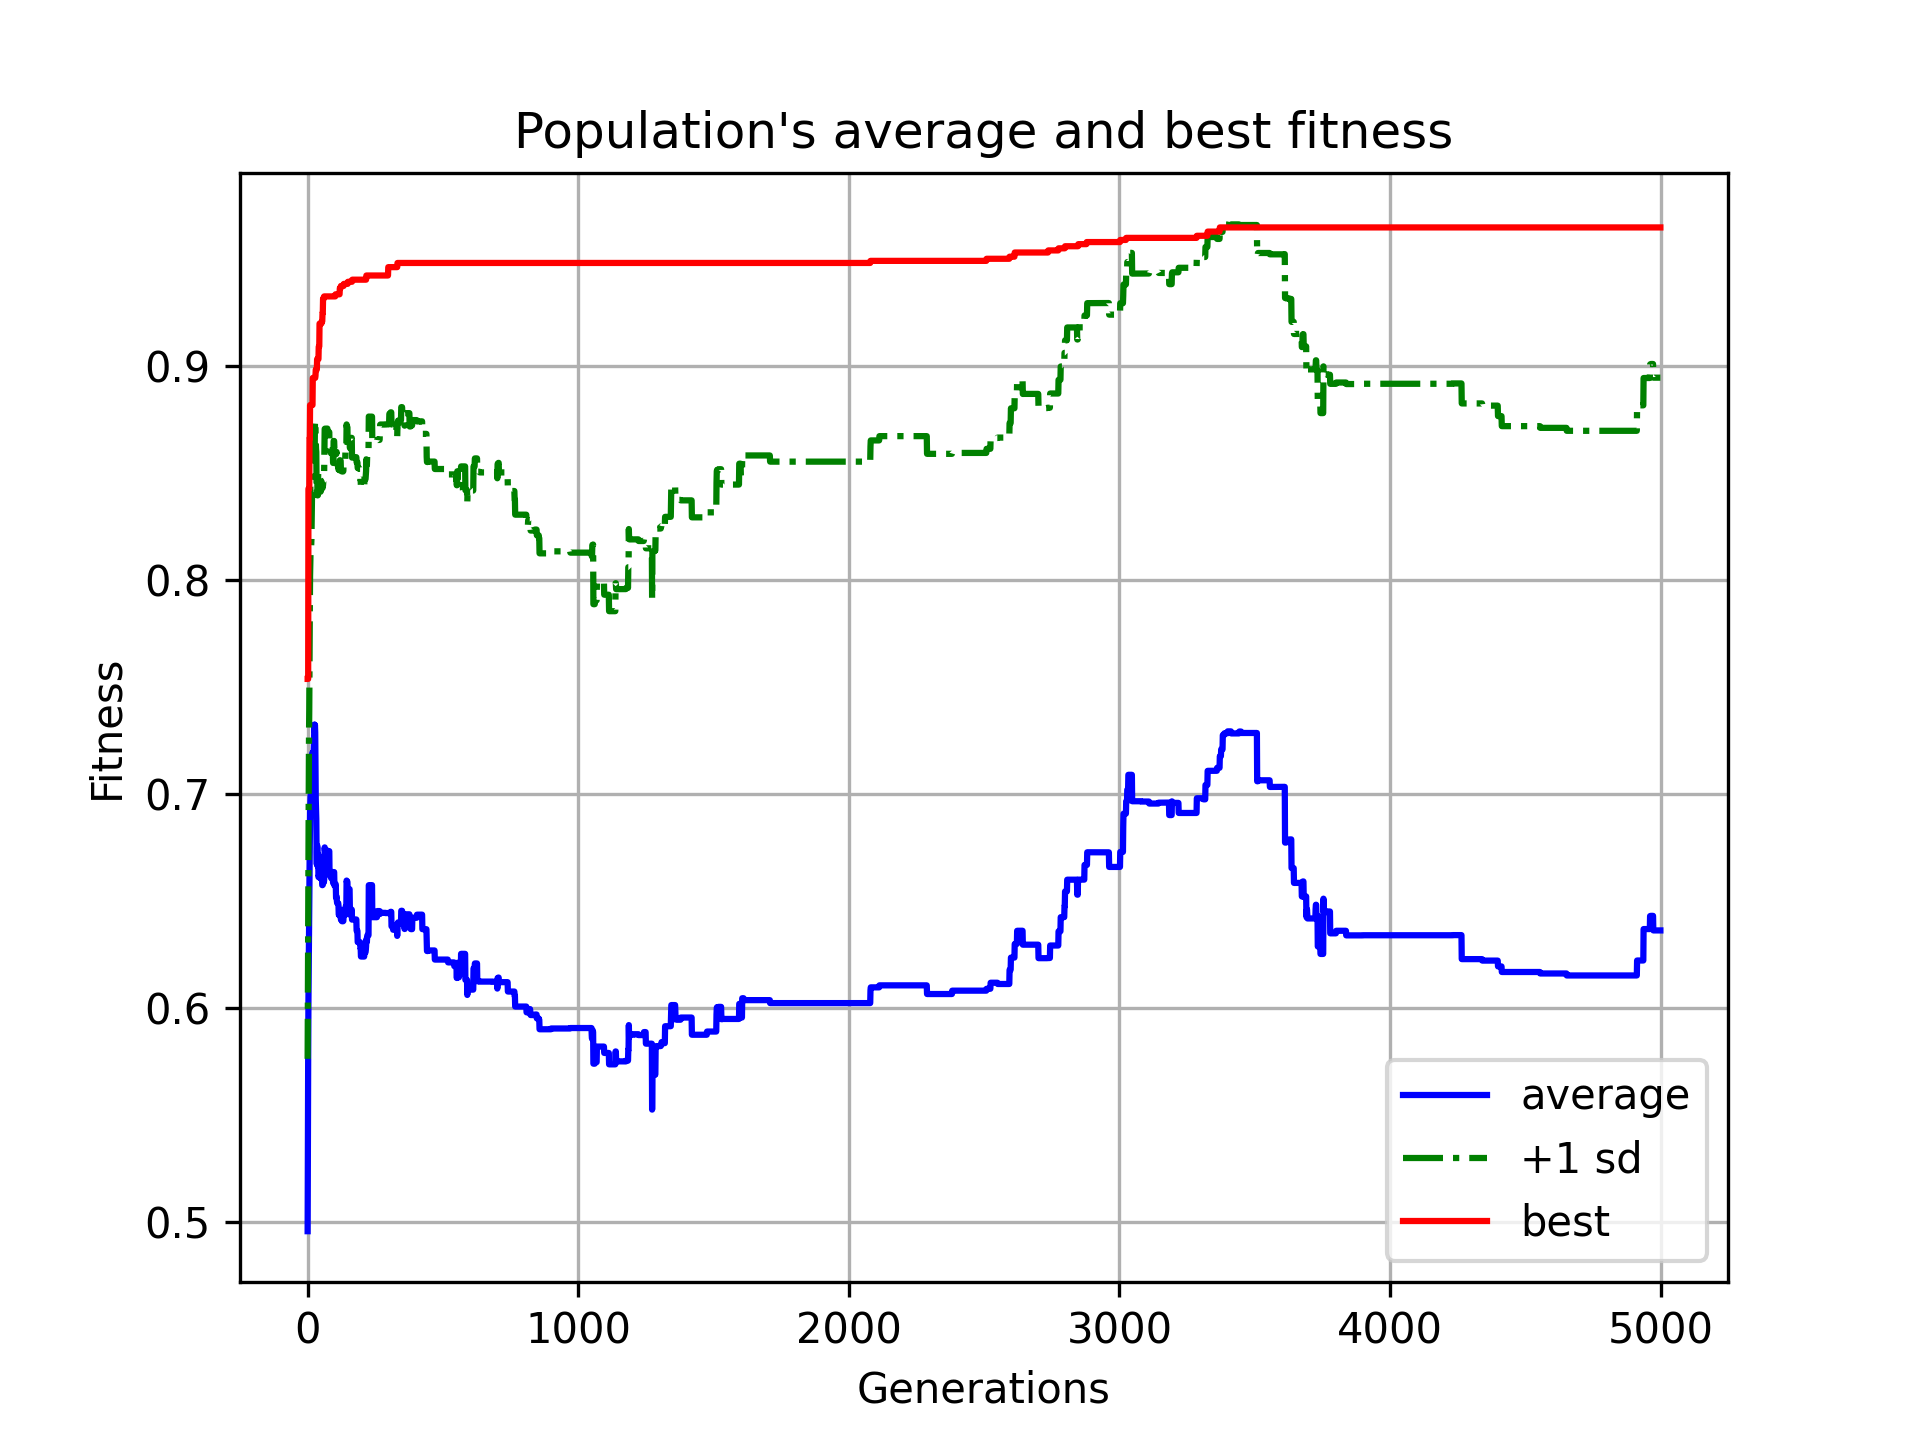 Population's average and best fitness
Fitness
0.9
0.8
0.7
0.6
0.5
0 1000 2000 3000 4000 5000
Generations
average
+1 sd
best